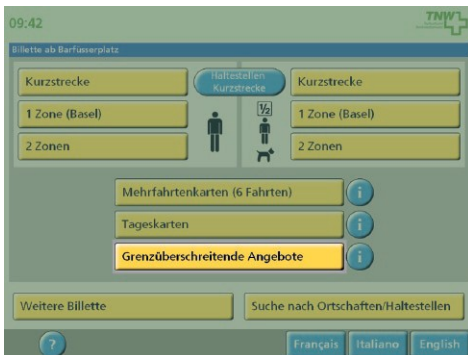 09:42
TNW
Billette ab Barfüsserplatz
Kurzstrecke
Haltestellen
Kurzstrecke
Kurzstrecke
1 Zone (Basel)
½
1 Zone (Basel)
2 Zonen
2 Zonen
Mehrfahrtenkarten (6 Fahrten)
i
Tageskarten
i
Grenzüberschreitende Angebote
i
Weitere Billette
Suche nach Ortschaften/Haltestellen
?
Français
Italiano
English